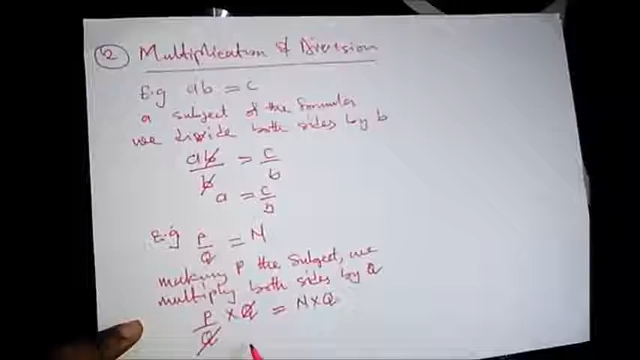 ② Multiplication & Division
E.g ab = c
a subject of the formular
we divide both sides by b
ab/b = c/b
a = c/b
E.g P/Q = N
making P the subject, we
multiply both sides by Q
P/Q × Q = N × Q